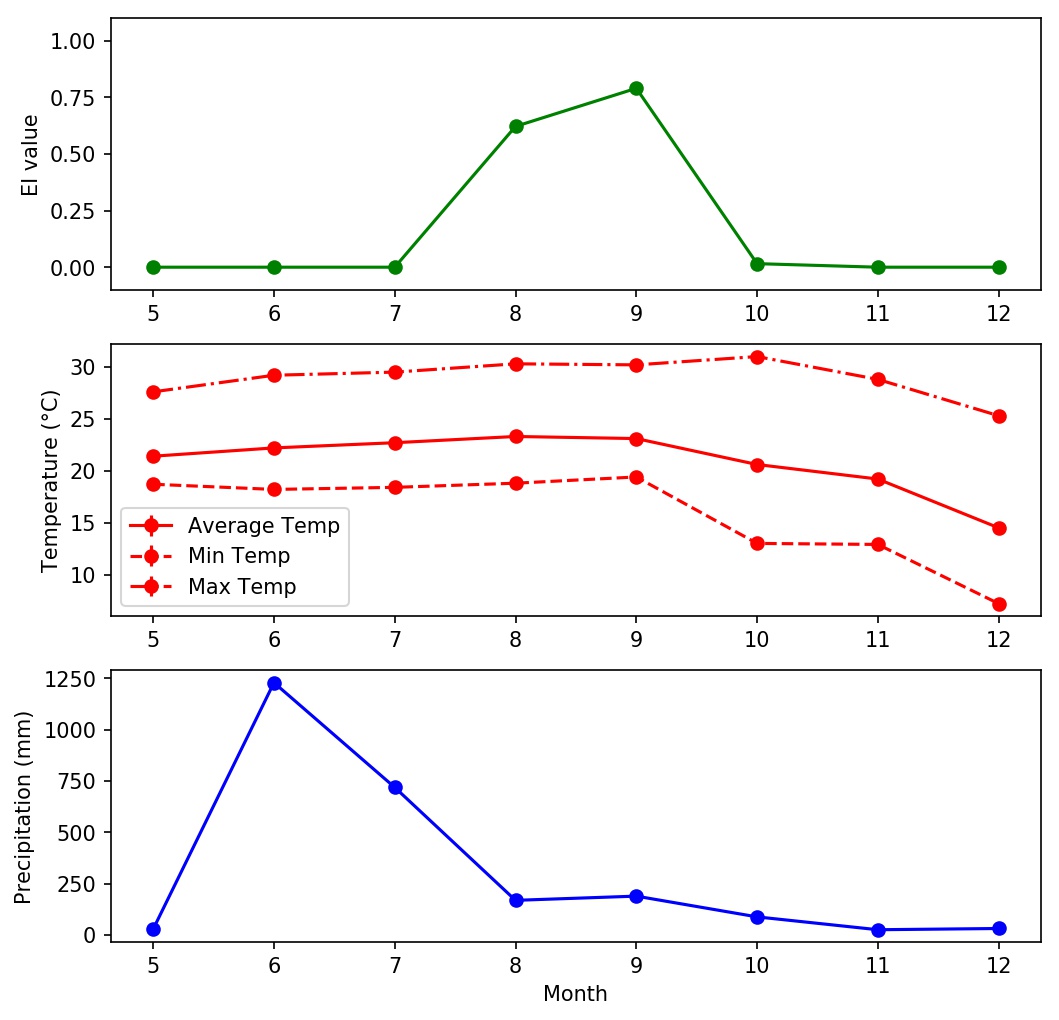 1.00
0.75
0.50
0.25
0.00
EI value
5 6 7 8 9 10 11 12
30
25
20
15
10
Temperature (°C)
Average Temp
Min Temp
Max Temp
5 6 7 8 9 10 11 12
1250
1000
750
500
250
0
Precipitation (mm)
5 6 7 8 9 10 11 12
Month